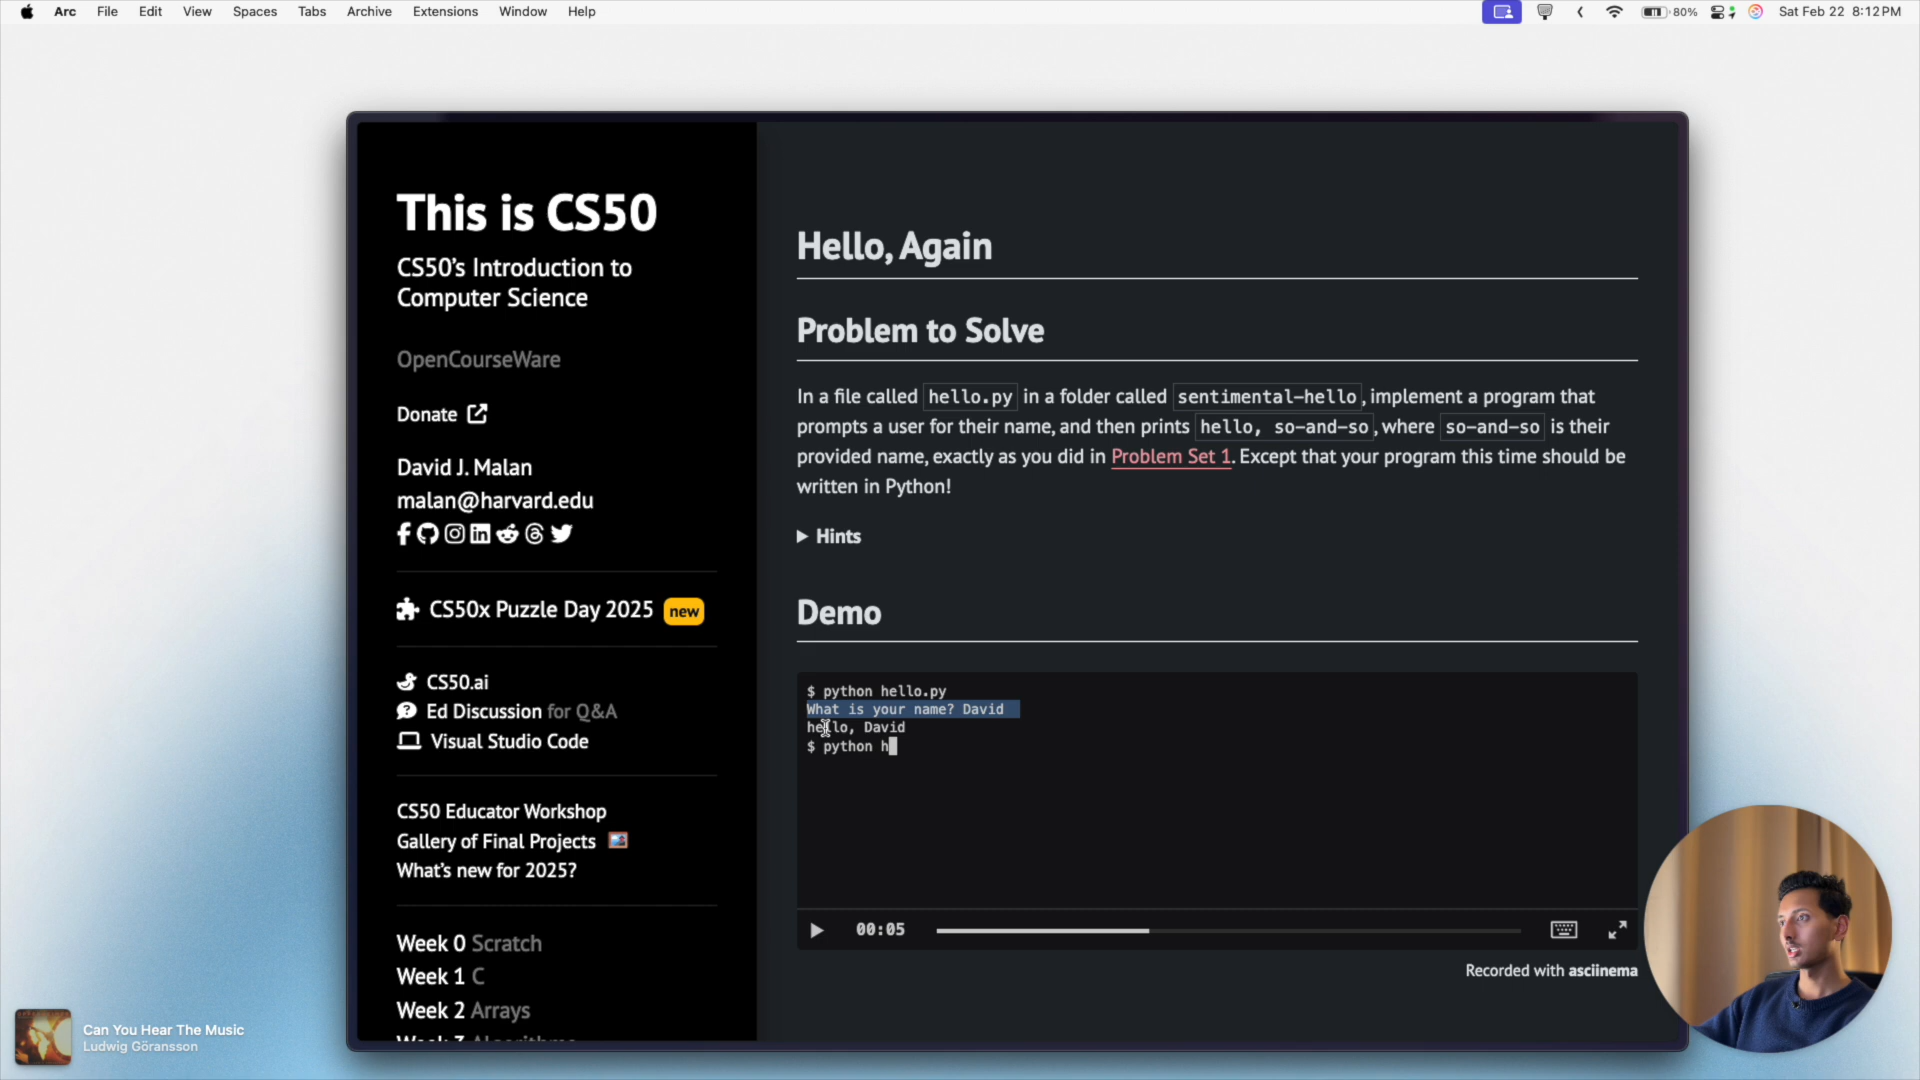 Arc File Edit View Spaces Tabs Archive Extensions Window Help 80% Sat Feb 22 8:12 PM
This is CS50
CS50’s Introduction to
Computer Science
OpenCourseWare
Donate
David J. Malan
malan@harvard.edu
CS50x Puzzle Day 2025 new
CS50.ai
Ed Discussion for Q&A
Visual Studio Code
CS50 Educator Workshop
Gallery of Final Projects
What’s new for 2025?
Week 0 Scratch
Week 1 C
Week 2 Arrays
Week 3 Algorithms
Hello, Again
Problem to Solve
In a file called hello.py in a folder called sentimental-hello, implement a program that
prompts a user for their name, and then prints hello, so-and-so, where so-and-so is their
provided name, exactly as you did in Problem Set 1. Except that your program this time should be
written in Python!
Hints
Demo
$ python hello.py
What is your name? David
hello, David
$ python h
00:05
Recorded with asciinema
Can You Hear The Music
Ludwig Göransson